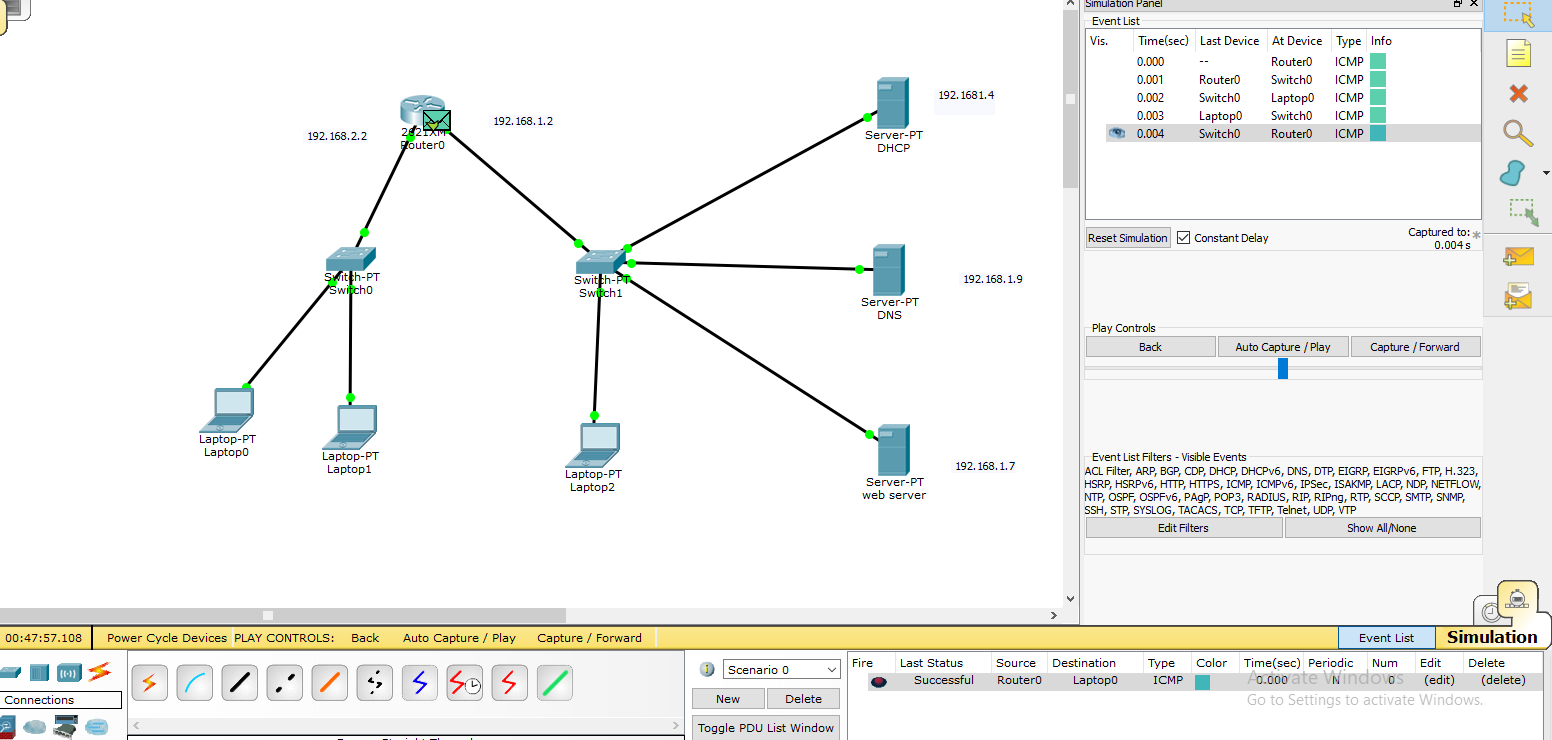 Simulation Panel
Event List
Vis. Time(sec) Last Device At Device Type Info
0.000 -- Router0 ICMP
0.001 Router0 Switch0 ICMP
0.002 Switch0 Laptop0 ICMP
0.003 Laptop0 Switch0 ICMP
0.004 Switch0 Router0 ICMP
Reset Simulation Constant Delay Captured to: *
0.004 s
Play Controls
Back Auto Capture / Play Capture / Forward
Event List Filters - Visible Events
ACL Filter, ARP, BGP, CDP, DHCP, DHCPv6, DNS, DTP, EIGRP, EIGRPv6, FTP, H.323,
HSRP, HSRPv6, HTTP, HTTPS, ICMP, ICMPv6, IPSec, ISAKMP, LACP, NDP, NETFLOW,
NTP, OSPF, OSPFv6, PAgP, POP3, RADIUS, RIP, RIPng, RTP, SCCP, SMTP, SNMP,
SSH, STP, SYSLOG, TACACS, TCP, TFTP, Telnet, UDP, VTP
Edit Filters Show All/None
192.168.2.2
2621XM
Router0
192.168.1.2
192.1681.4
Server-PT
DHCP
Switch-PT
Switch0
Switch-PT
Switch1
192.168.1.9
Server-PT
DNS
Laptop-PT
Laptop0
Laptop-PT
Laptop1
Laptop-PT
Laptop2
192.168.1.7
Server-PT
web server
00:47:57.108 Power Cycle Devices PLAY CONTROLS: Back Auto Capture / Play Capture / Forward
Event List Simulation
Connections
Scenario 0
New Delete
Toggle PDU List Window
Fire Last Status Source Destination Type Color Time(sec) Periodic Num Edit Delete
Successful Router0 Laptop0 ICMP 0.000 N 0 (edit) (delete)
Activate Windows
Go to Settings to activate Windows.